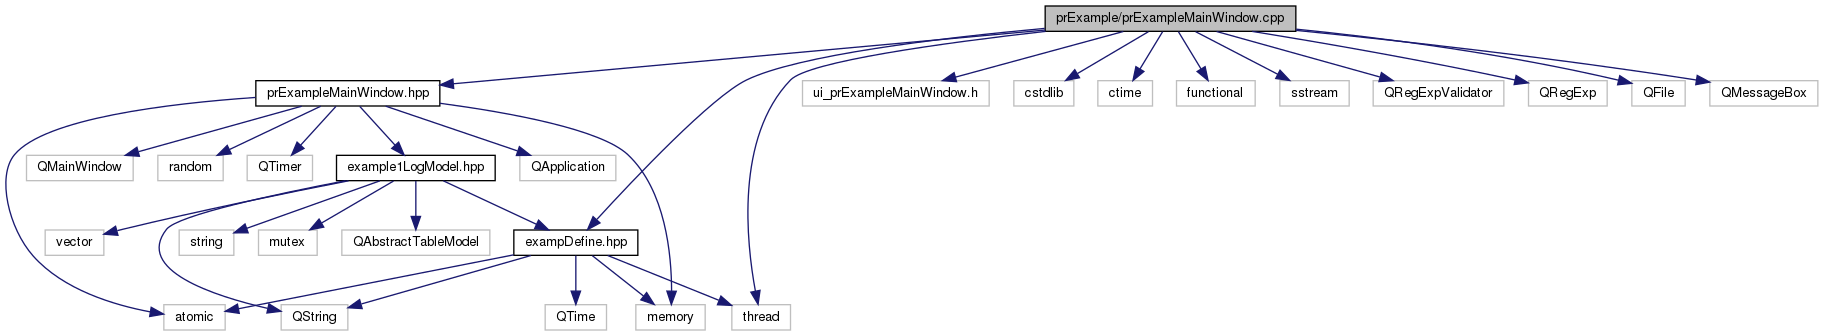 prExample/prExampleMainWindow.cpp
prExampleMainWindow.hpp
ui_prExampleMainWindow.h
cstdlib
ctime
functional
sstream
QRegExpValidator
QRegExp
QFile
QMessageBox
QMainWindow
random
QTimer
example1LogModel.hpp
QApplication
vector
string
mutex
QAbstractTableModel
exampDefine.hpp
atomic
QString
QTime
memory
thread